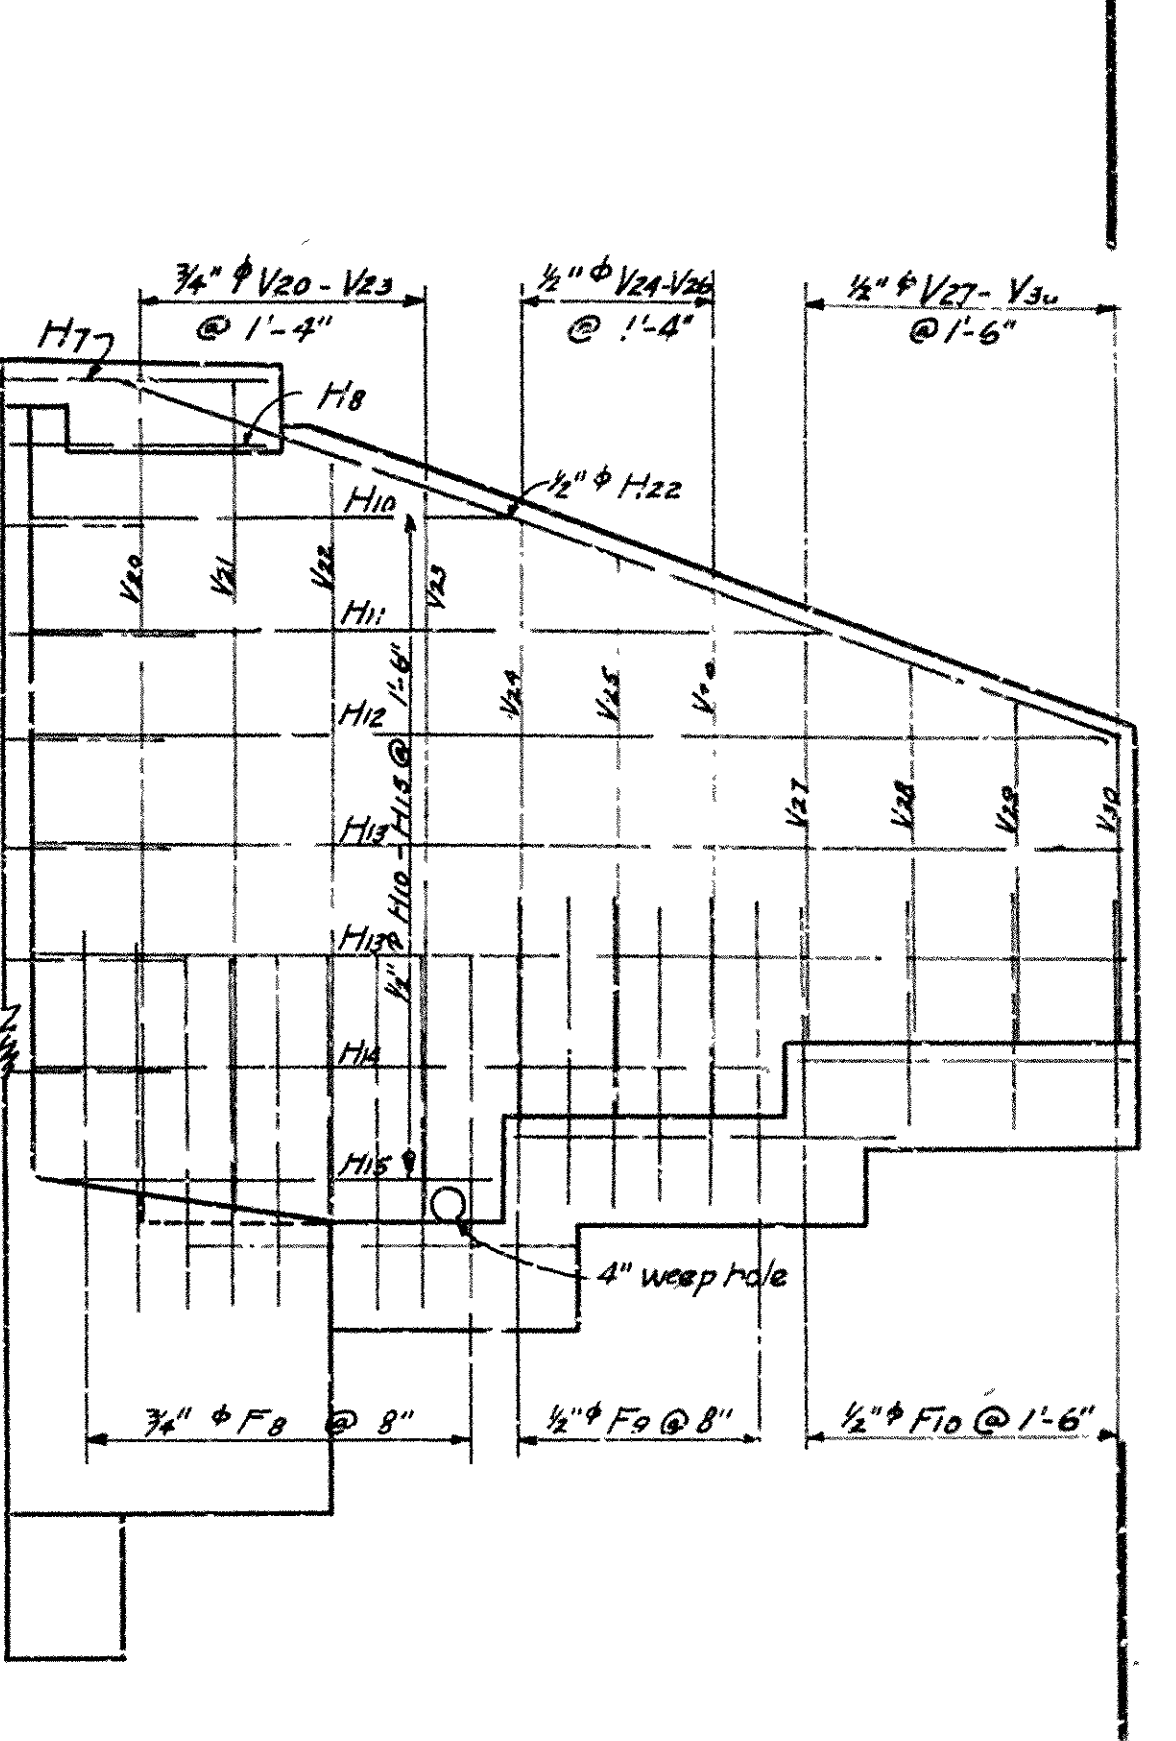 3/4" ϕ V20 - V23
@ 1'- 4"
1/2" ϕ V24-V26
@ 1'-4"
1/2" ϕ V27-
@ 1'-6"
H7
H8
1/2" ϕ H22
H10
V20
V21
V22
V23
H11
V24
V25
H12
1/2" ϕ H10 - H15 @ 1'-6"
V27
V28
V29
V30
H13
H13
H14
H15
4" weep hole
3/4" ϕ F8 @ 8"
1/2" ϕ F9 @ 8"
1/2" ϕ F10 @ 1'-6"